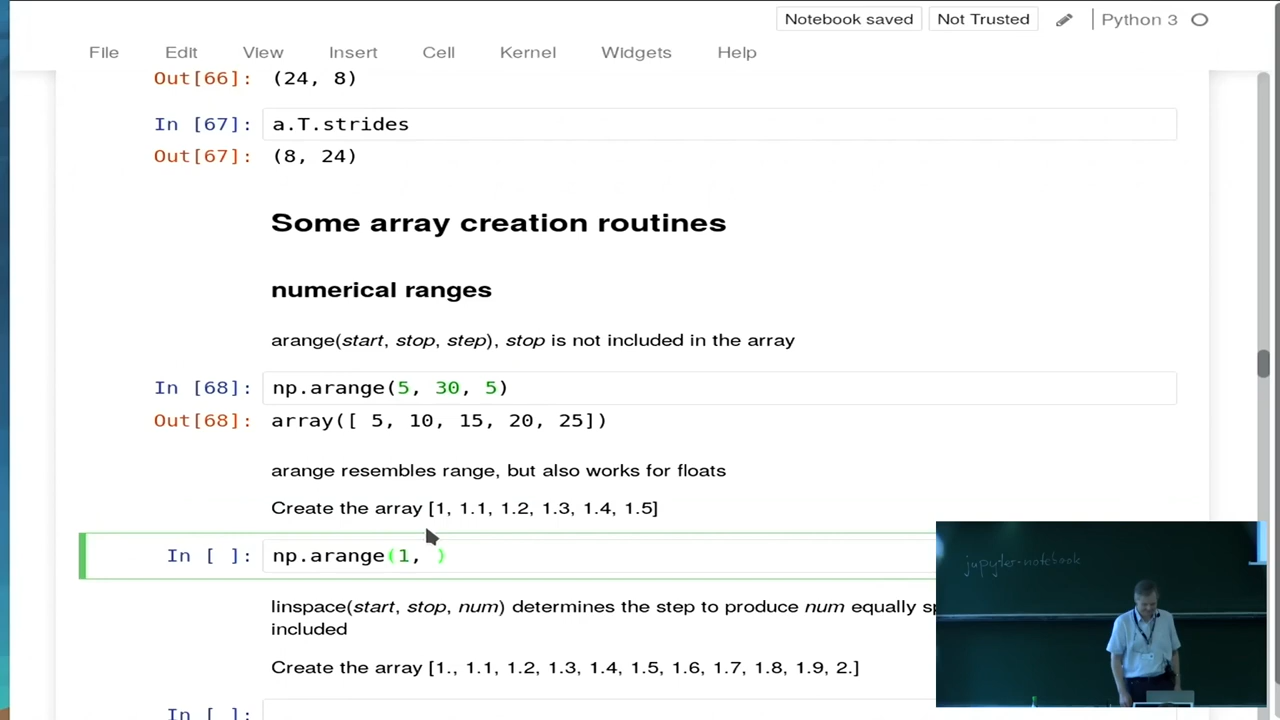 Notebook saved Not Trusted Python 3
File Edit View Insert Cell Kernel Widgets Help
Out[66]: (24, 8)
In [67]: a.T.strides
Out[67]: (8, 24)
Some array creation routines
numerical ranges
arange(start, stop, step), stop is not included in the array
In [68]: np.arange(5, 30, 5)
Out[68]: array([ 5, 10, 15, 20, 25])
arange resembles range, but also works for floats
Create the array [1, 1.1, 1.2, 1.3, 1.4, 1.5]
In [ ]: np.arange(1, )
jupyter-notebook
linspace(start, stop, num) determines the step to produce num equally
included
Create the array [1., 1.1, 1.2, 1.3, 1.4, 1.5, 1.6, 1.7, 1.8, 1.9, 2.]
In [ ]: